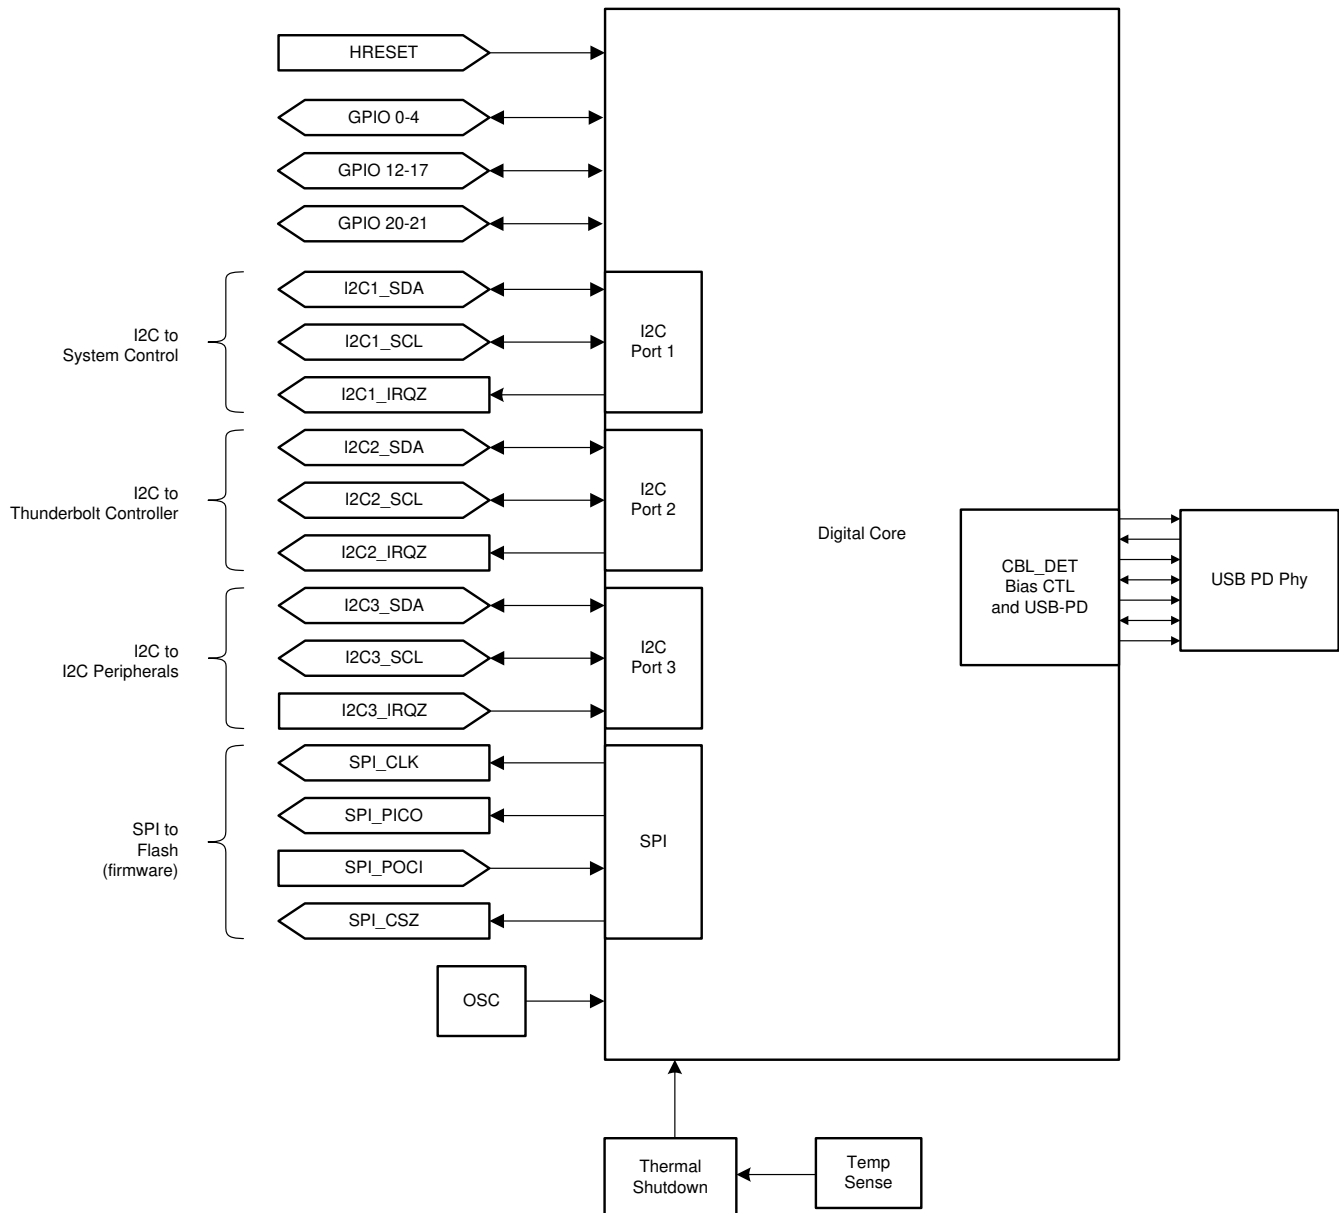 HRESET
GPIO 0-4
GPIO 12-17
GPIO 20-21
I2C to
System Control
I2C1_SDA
I2C1_SCL
I2C1_IRQZ
I2C
Port 1
I2C to
Thunderbolt Controller
I2C2_SDA
I2C2_SCL
I2C2_IRQZ
I2C
Port 2
Digital Core
CBL_DET
Bias CTL
and USB-PD
USB PD Phy
I2C to
I2C Peripherals
I2C3_SDA
I2C3_SCL
I2C3_IRQZ
I2C
Port 3
SPI to
Flash
(firmware)
SPI_CLK
SPI_PICO
SPI_POCI
SPI_CSZ
SPI
OSC
Thermal
Shutdown
Temp
Sense